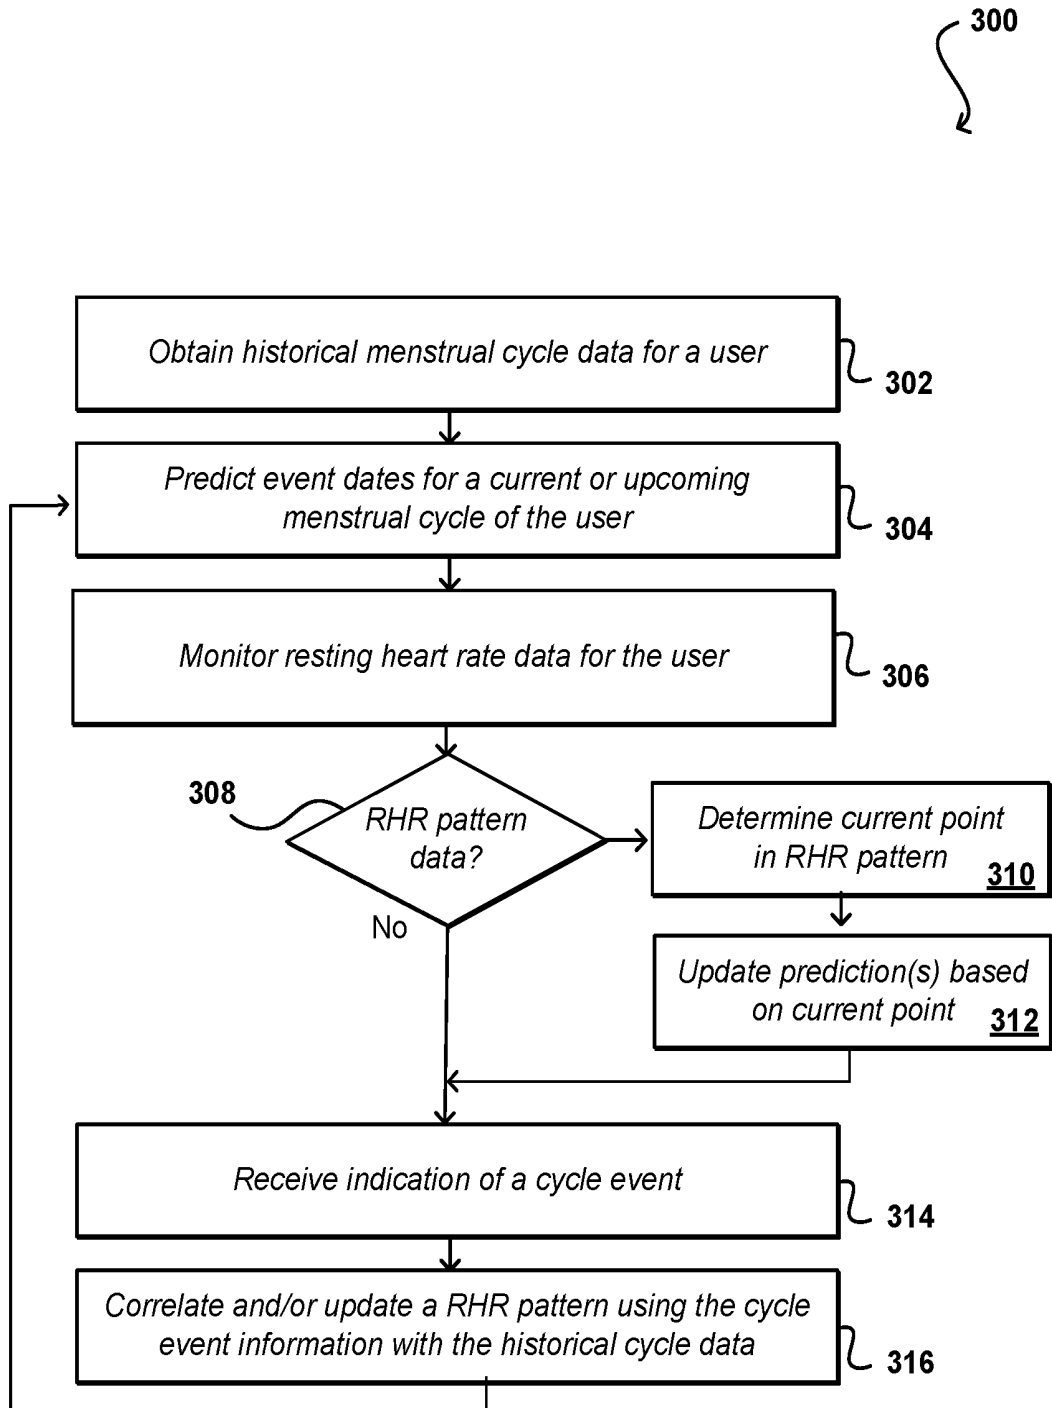 300
Obtain historical menstrual cycle data for a user
302
Predict event dates for a current or upcoming
menstrual cycle of the user
304
Monitor resting heart rate data for the user
306
308
RHR pattern
data?
No
Determine current point
in RHR pattern
310
Update prediction(s) based
on current point
312
Receive indication of a cycle event
314
Correlate and/or update a RHR pattern using the cycle
event information with the historical cycle data
316